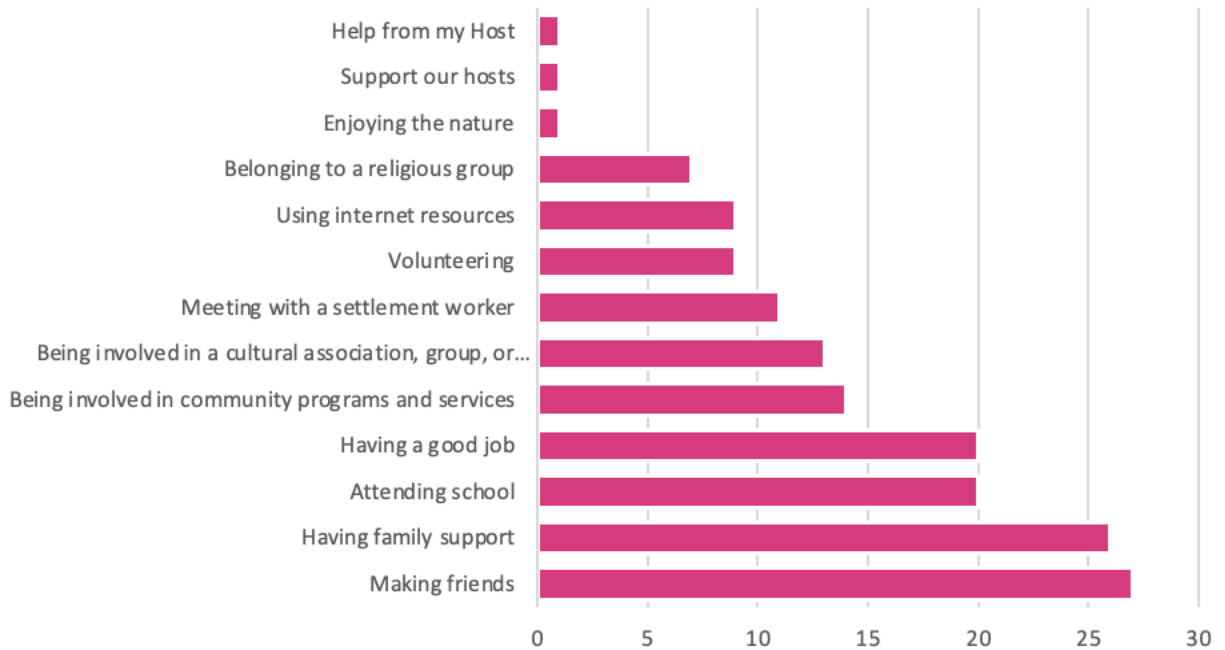 Help from my Host
Support our hosts
Enjoying the nature
Belonging to a religious group
Using internet resources
Volunteering
Meeting with a settlement worker
Being involved in a cultural association, group, or...
Being involved in community programs and services
Having a good job
Attending school
Having family support
Making friends
0 5 10 15 20 25 30